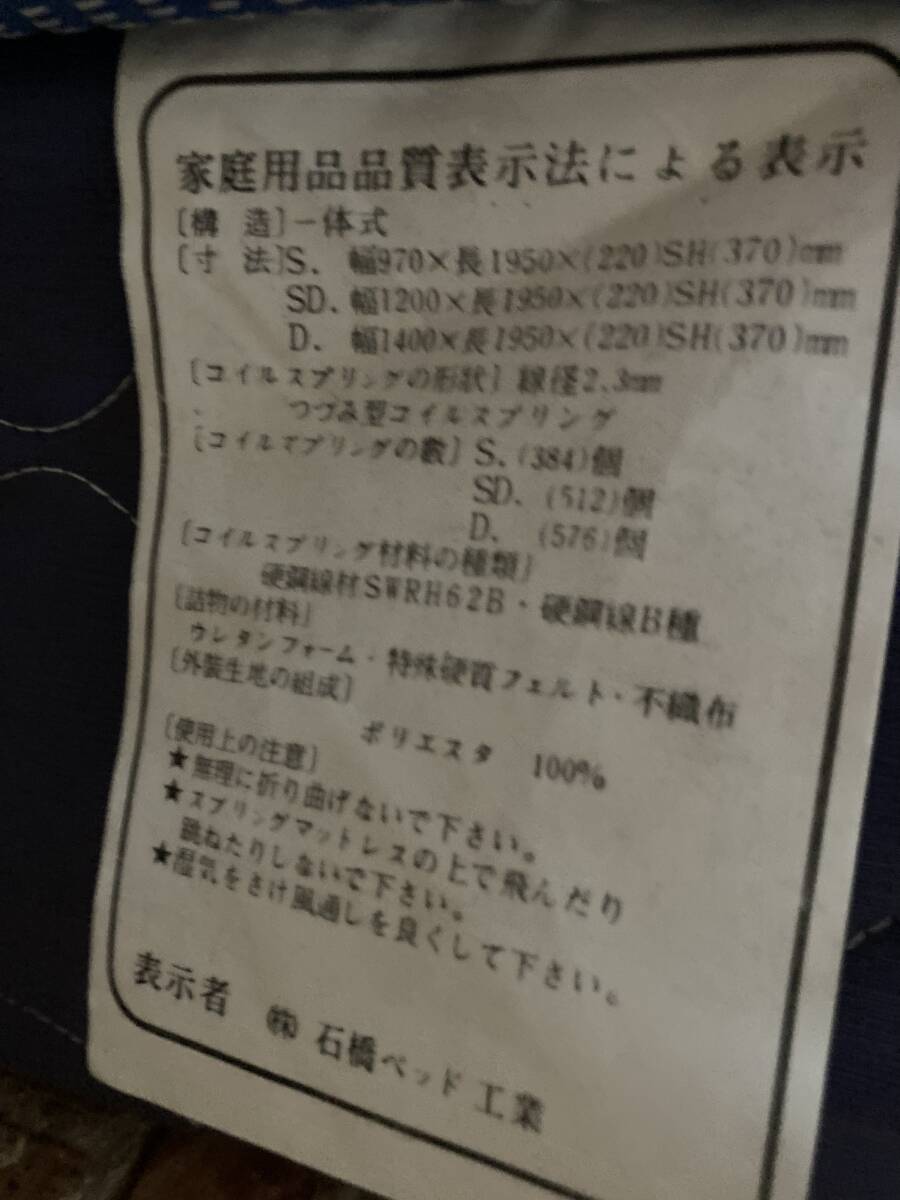 家庭用品品質表示法による表示
〔構 造〕一体式
〔寸 法〕S. 幅970×長1950×(220)SH(370)mm
SD. 幅1200×長1950×(220)SH(370)mm
D. 幅1400×長1950×(220)SH(370)mm
〔コイルスプリングの形状〕線径2.3mm
つづみ型コイルスプリング
〔コイルスプリングの数〕S. (384)個
SD. (512)個
D. (576)個
〔コイルスプリング材料の種類〕
硬鋼線材SWRH62B・硬鋼線B種
〔詰物の材料〕
ウレタンフォーム・特殊硬質フェルト・不織布
〔外装生地の組成〕
ポリエスタ 100%
〔使用上の注意〕
★無理に折り曲げないで下さい。
★スプリングマットレスの上で飛んだり
跳ねたりしないで下さい。
★湿気をさけ風通しを良くして下さい。
表示者 ㈱ 石橋ベッド工業